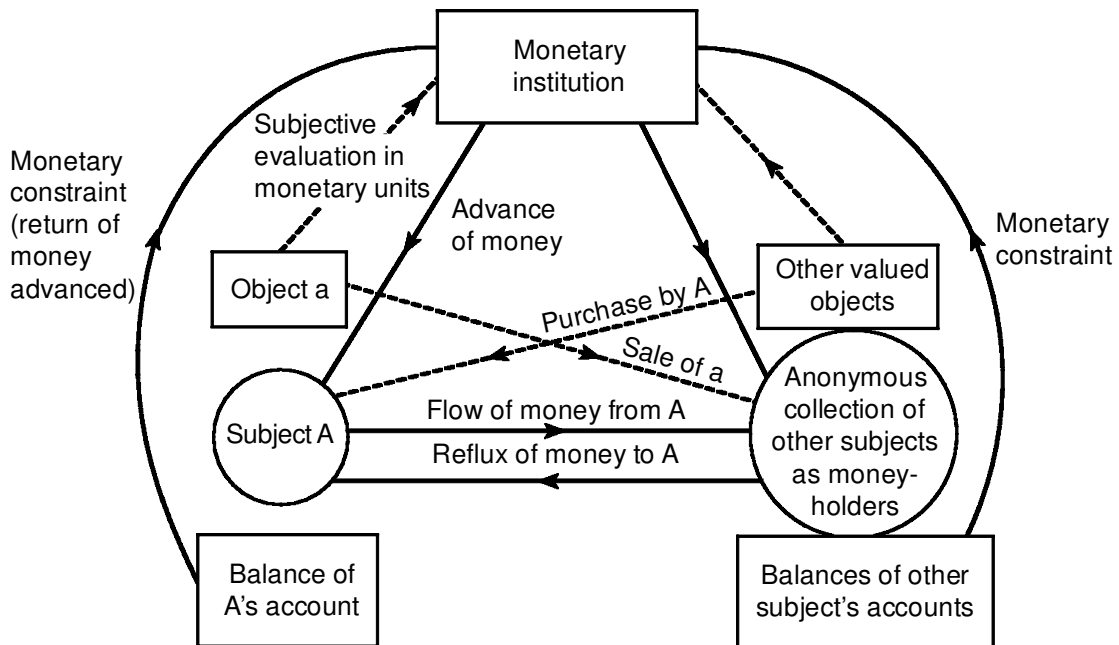 Monetary
institution
Subjective
evaluation in
monetary units
Monetary
constraint
(return of
money
advanced)
Advance
of money
Monetary
constraint
Object a
Other valued
objects
Purchase by A
Sale of a
Subject A
Flow of money from A
Reflux of money to A
Anonymous
collection of
other subjects
as money-
holders
Balance of
A's account
Balances of other
subject's accounts